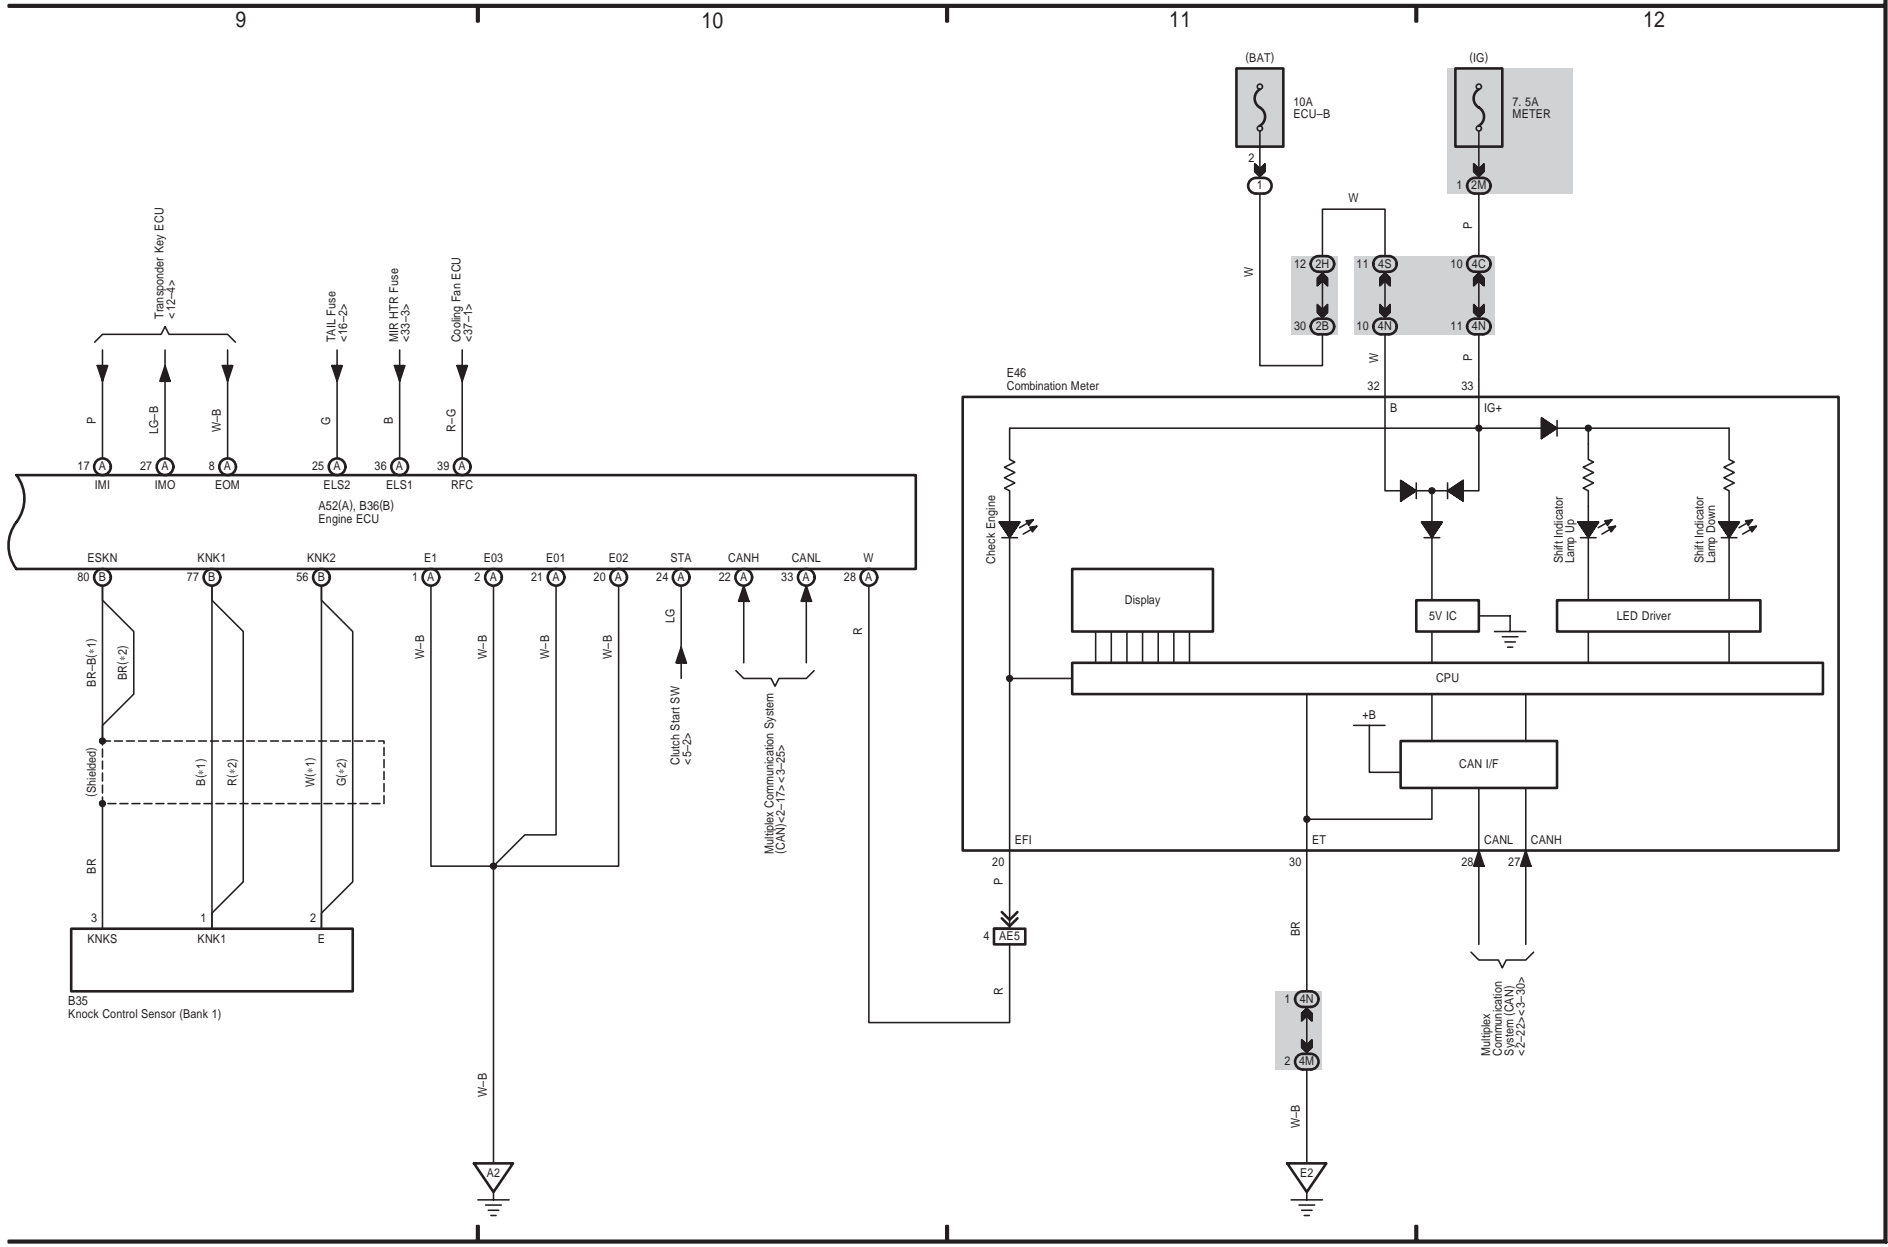 9
10
11
12
(BAT)
10A
ECU–B
2
1
(IG)
7. 5A
METER
1
2M
W
P
W
12
2H
11
4S
10
4C
30
2B
10
4N
11
4N
W
P
32
33
E46
Combination Meter
B
IG+
Check Engine
Shift Indicator
Lamp Up
Shift Indicator
Lamp Down
Display
5V IC
LED Driver
CPU
+B
CAN I/F
EFI
ET
CANL
CANH
20
30
28
27
P
4
AE5
R
BR
1
4N
2
4M
W–B
E2
Multiplex
Communication
System (CAN)
<2–22><3–30>
Transponder Key ECU
<12–4>
TAIL Fuse
<16–2>
MIR HTR Fuse
<33–3>
Cooling Fan ECU
<37–1>
P
LG–B
W–B
G
B
R–G
17
A
27
A
8
A
25
A
36
A
39
A
IMI
IMO
EOM
ELS2
ELS1
RFC
A52(A), B36(B)
Engine ECU
ESKN
KNK1
KNK2
E1
E03
E01
E02
STA
CANH
CANL
W
80
B
77
B
56
B
1
A
2
A
21
A
20
A
24
A
22
A
33
A
28
A
BR–B(∗1)
BR(∗2)
W–B
W–B
W–B
W–B
LG
R
Clutch Start SW
<5–2>
Multiplex Communication System
(CAN)<2–17><3–25>
(Shielded)
B(∗1)
R(∗2)
W(∗1)
G(∗2)
BR
3
1
2
KNKS
KNK1
E
B35
Knock Control Sensor (Bank 1)
W–B
A2